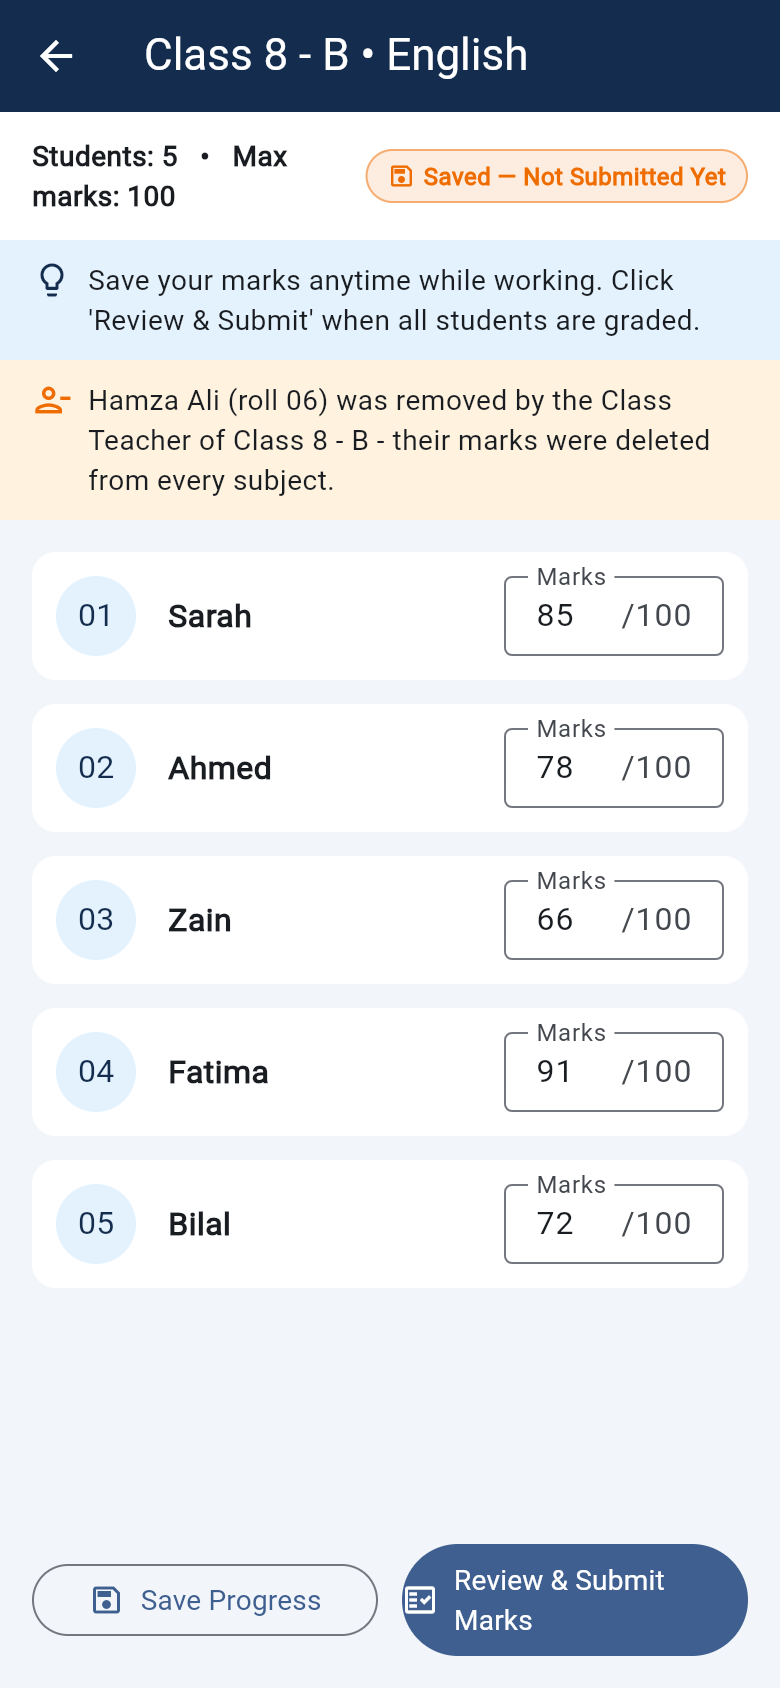 Class 8 - B • English
Students: 5 • Max
marks: 100
Saved — Not Submitted Yet
Save your marks anytime while working. Click
'Review & Submit' when all students are graded.
Hamza Ali (roll 06) was removed by the Class
Teacher of Class 8 - B - their marks were deleted
from every subject.
01 Sarah Marks 85 /100
02 Ahmed Marks 78 /100
03 Zain Marks 66 /100
04 Fatima Marks 91 /100
05 Bilal Marks 72 /100
Save Progress
Review & Submit
Marks